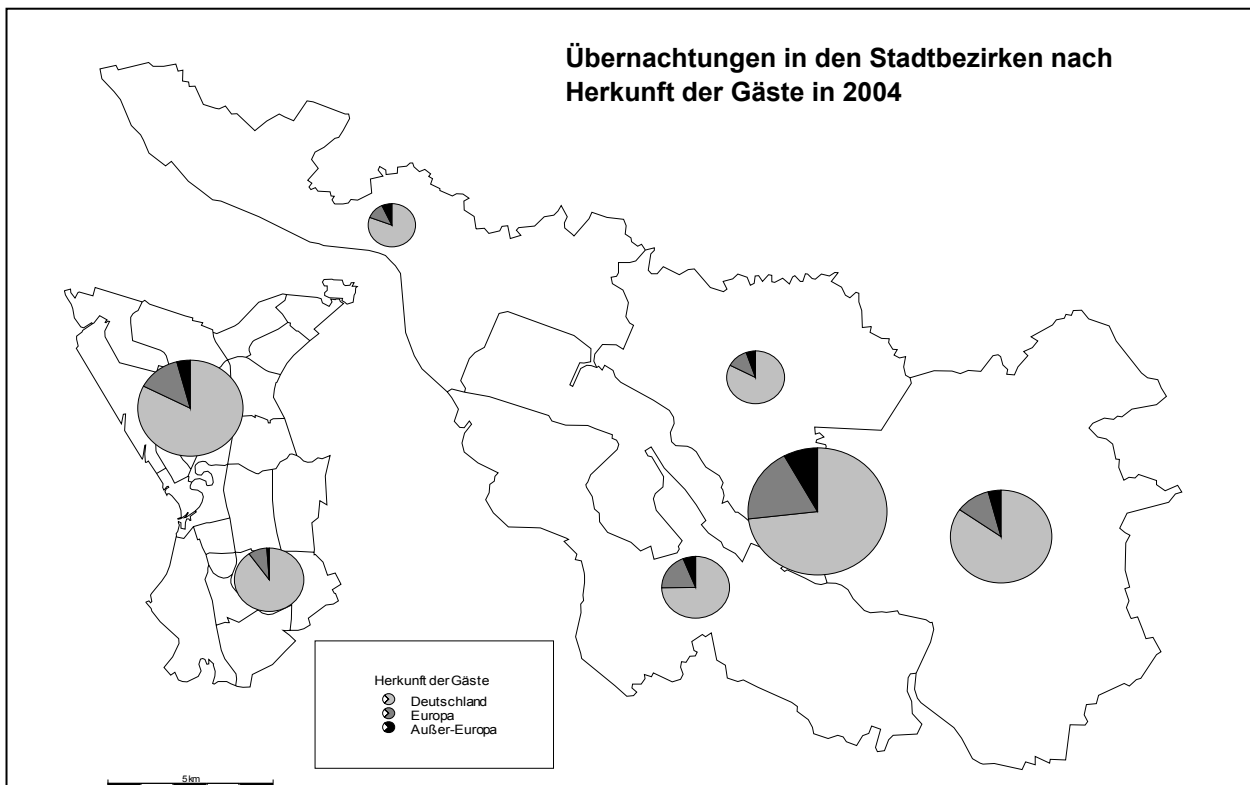 Übernachtungen in den Stadtbezirken nach
Herkunft der Gäste in 2004
Herkunft der Gäste
Deutschland
Europa
Außer-Europa
5km